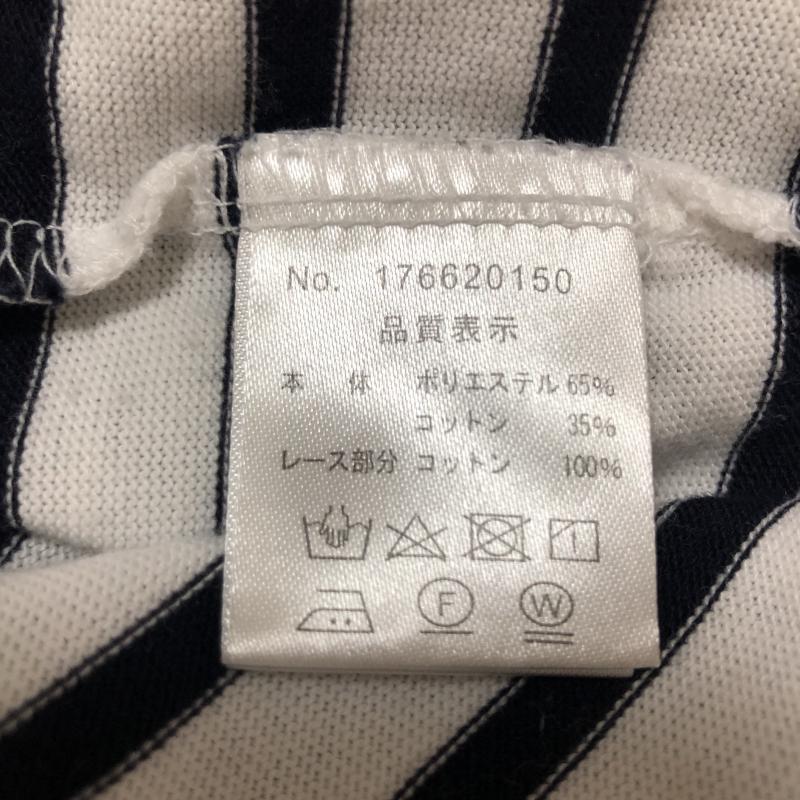 No. 176620150
品質表示
本 体 ポリエステル 65%
コットン 35%
レース部分 コットン 100%
F W